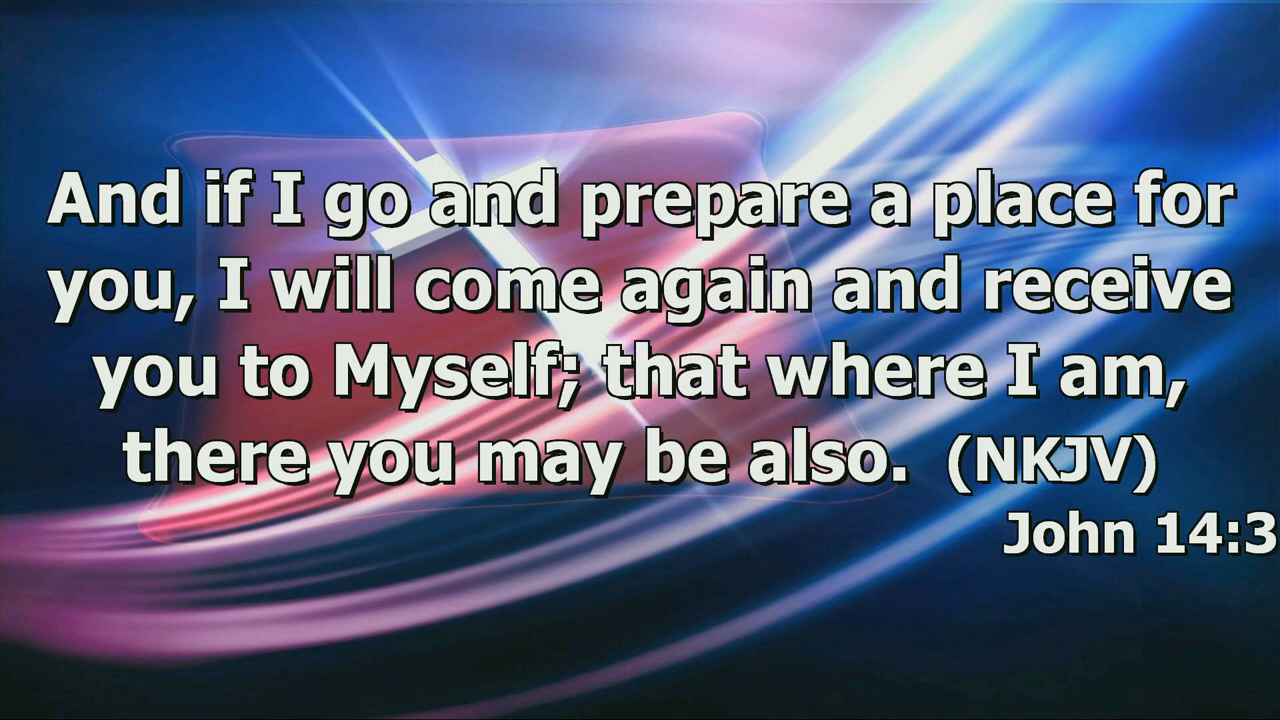 And if I go and prepare a place for
you, I will come again and receive
you to Myself; that where I am,
there you may be also. (NKJV)
John 14:3